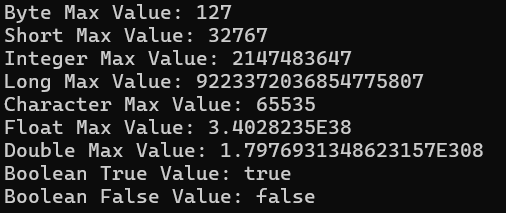 Byte Max Value: 127
Short Max Value: 32767
Integer Max Value: 2147483647
Long Max Value: 9223372036854775807
Character Max Value: 65535
Float Max Value: 3.4028235E38
Double Max Value: 1.7976931348623157E308
Boolean True Value: true
Boolean False Value: false